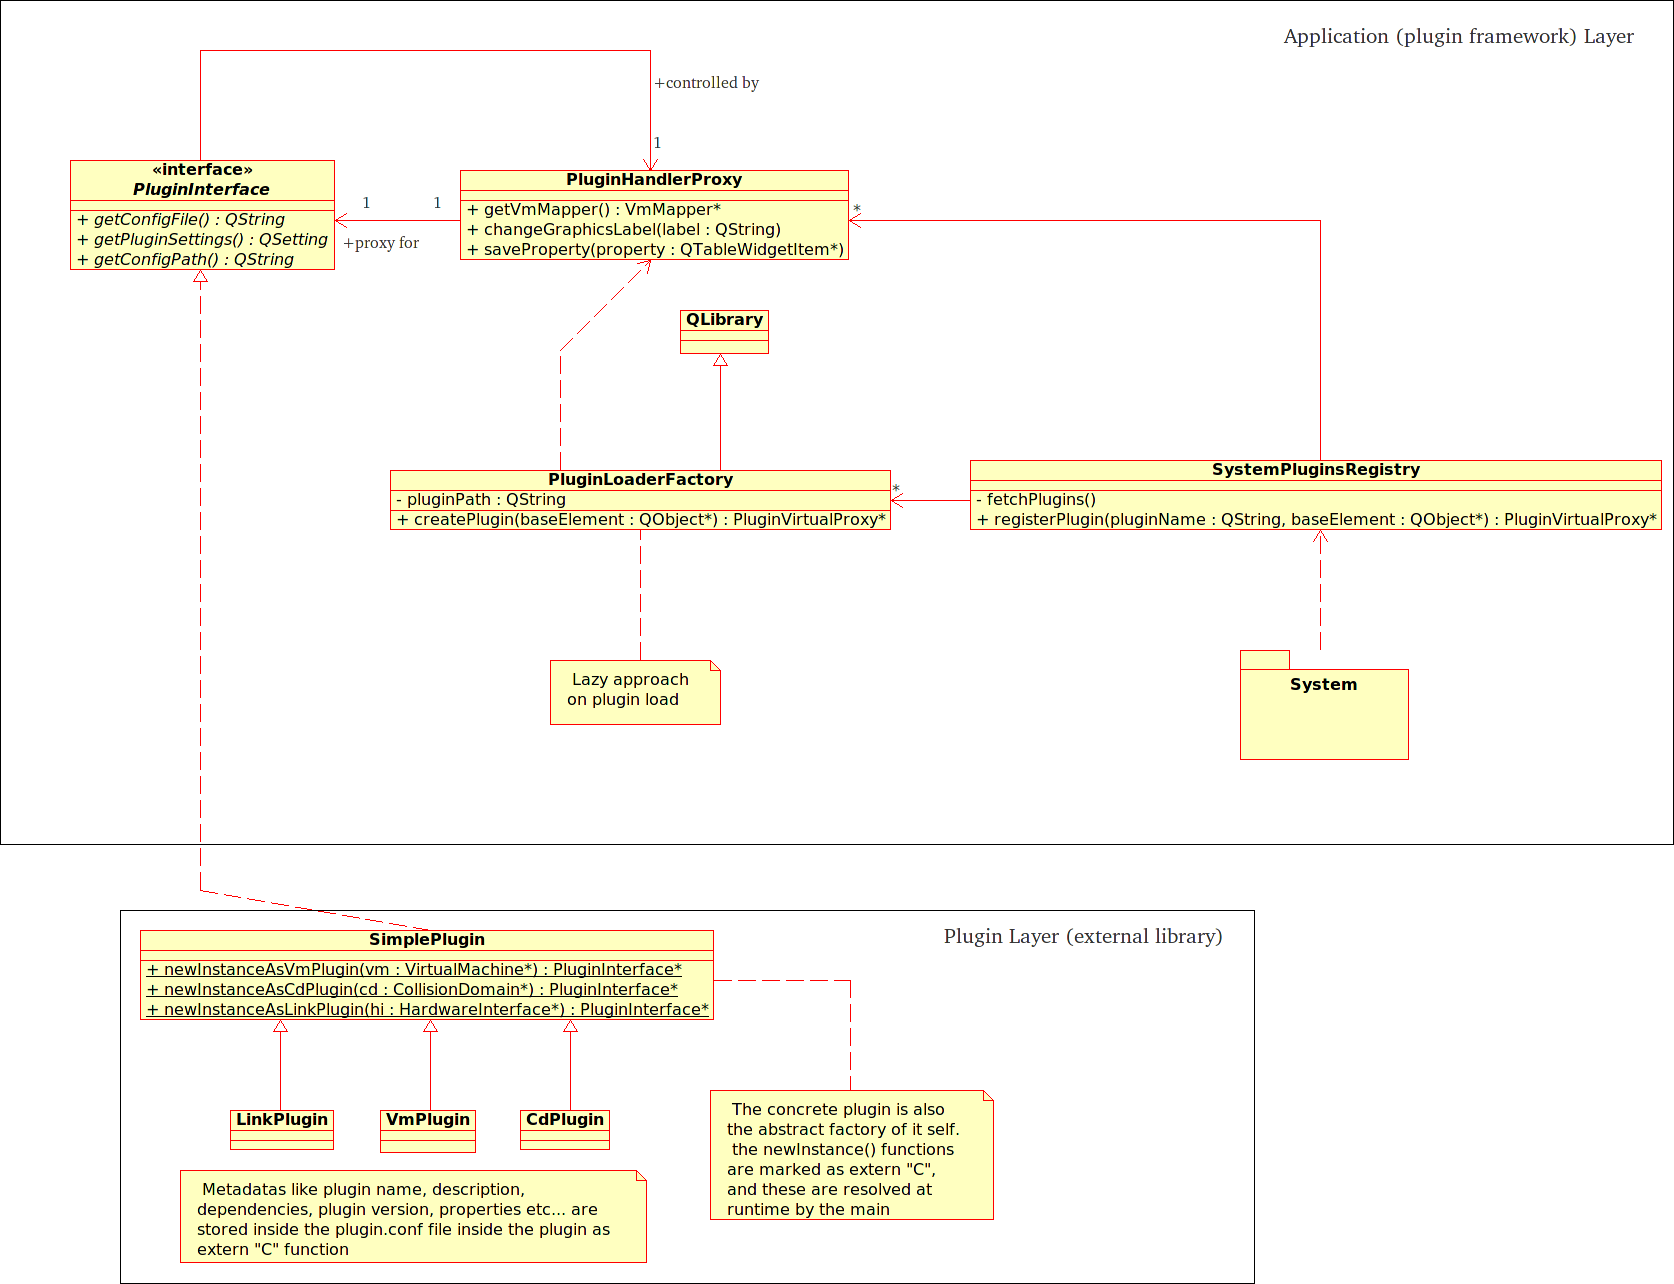 Application (plugin framework) Layer
+controlled by
1
«interface»
PluginInterface
+ getConfigFile() : QString
+ getPluginSettings() : QSetting
+ getConfigPath() : QString
1
1
+proxy for
PluginHandlerProxy
+ getVmMapper() : VmMapper*
+ changeGraphicsLabel(label : QString)
+ saveProperty(property : QTableWidgetItem*)
*
QLibrary
PluginLoaderFactory
- pluginPath : QString
+ createPlugin(baseElement : QObject*) : PluginVirtualProxy*
*
SystemPluginsRegistry
- fetchPlugins()
+ registerPlugin(pluginName : QString, baseElement : QObject*) : PluginVirtualProxy*
Lazy approach
on plugin load
System
Plugin Layer (external library)
SimplePlugin
+ newInstanceAsVmPlugin(vm : VirtualMachine*) : PluginInterface*
+ newInstanceAsCdPlugin(cd : CollisionDomain*) : PluginInterface*
+ newInstanceAsLinkPlugin(hi : HardwareInterface*) : PluginInterface*
LinkPlugin
VmPlugin
CdPlugin
The concrete plugin is also
the abstract factory of it self.
the newInstance() functions
are marked as extern "C",
and these are resolved at
runtime by the main
Metadatas like plugin name, description,
dependencies, plugin version, properties etc... are
stored inside the plugin.conf file inside the plugin as
extern "C" function